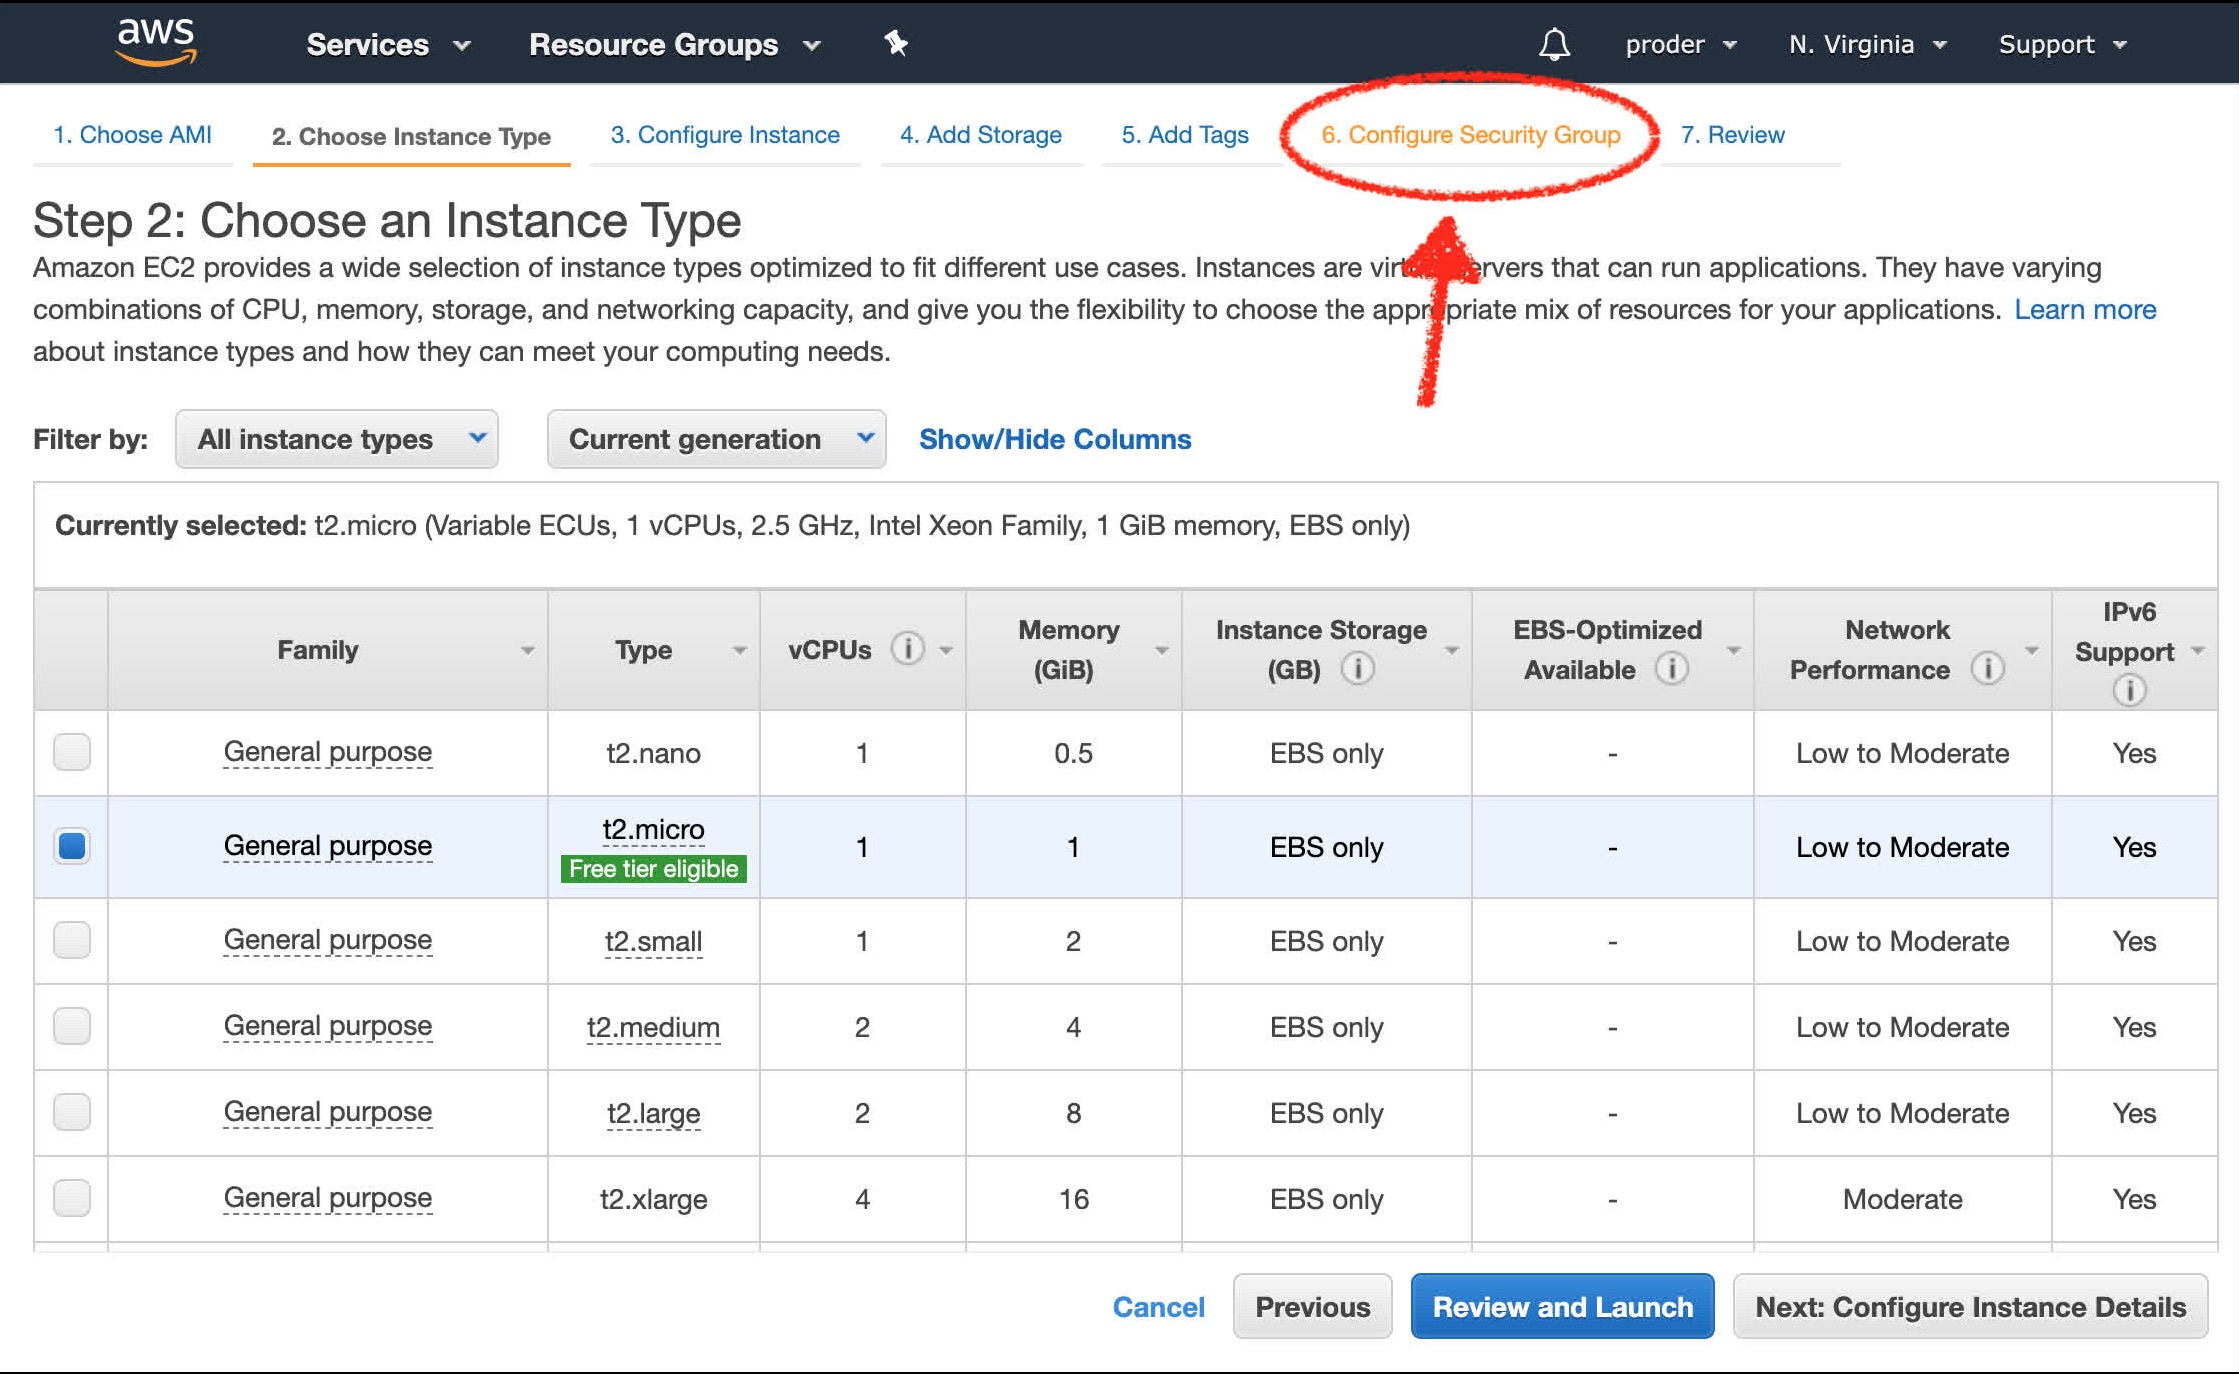 aws Services Resource Groups proder N. Virginia Support
1. Choose AMI 2. Choose Instance Type 3. Configure Instance 4. Add Storage 5. Add Tags 6. Configure Security Group 7. Review
Step 2: Choose an Instance Type
Amazon EC2 provides a wide selection of instance types optimized to fit different use cases. Instances are virtual servers that can run applications. They have varying
combinations of CPU, memory, storage, and networking capacity, and give you the flexibility to choose the appropriate mix of resources for your applications. Learn more
about instance types and how they can meet your computing needs.
Filter by: All instance types Current generation Show/Hide Columns
Currently selected: t2.micro (Variable ECUs, 1 vCPUs, 2.5 GHz, Intel Xeon Family, 1 GiB memory, EBS only)
Family Type vCPUs Memory (GiB) Instance Storage (GB) EBS-Optimized Available Network Performance IPv6 Support
General purpose t2.nano 1 0.5 EBS only - Low to Moderate Yes
General purpose t2.micro Free tier eligible 1 1 EBS only - Low to Moderate Yes
General purpose t2.small 1 2 EBS only - Low to Moderate Yes
General purpose t2.medium 2 4 EBS only - Low to Moderate Yes
General purpose t2.large 2 8 EBS only - Low to Moderate Yes
General purpose t2.xlarge 4 16 EBS only - Moderate Yes
Cancel Previous Review and Launch Next: Configure Instance Details